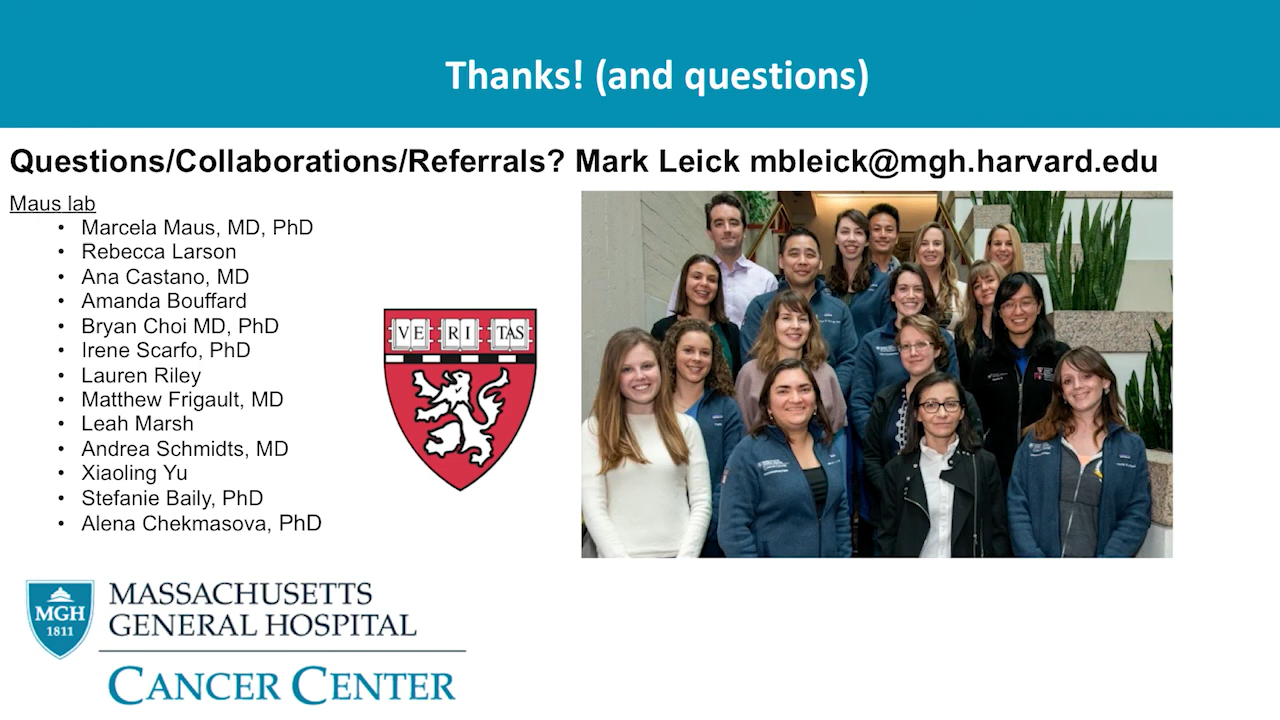 Thanks! (and questions)
Questions/Collaborations/Referrals? Mark Leick mbleick@mgh.harvard.edu
Maus lab
• Marcela Maus, MD, PhD
• Rebecca Larson
• Ana Castano, MD
• Amanda Bouffard
• Bryan Choi MD, PhD
• Irene Scarfo, PhD
• Lauren Riley
• Matthew Frigault, MD
• Leah Marsh
• Andrea Schmidts, MD
• Xiaoling Yu
• Stefanie Baily, PhD
• Alena Chekmasova, PhD
VE RI TAS
MGH
1811
MASSACHUSETTS
GENERAL HOSPITAL
CANCER CENTER